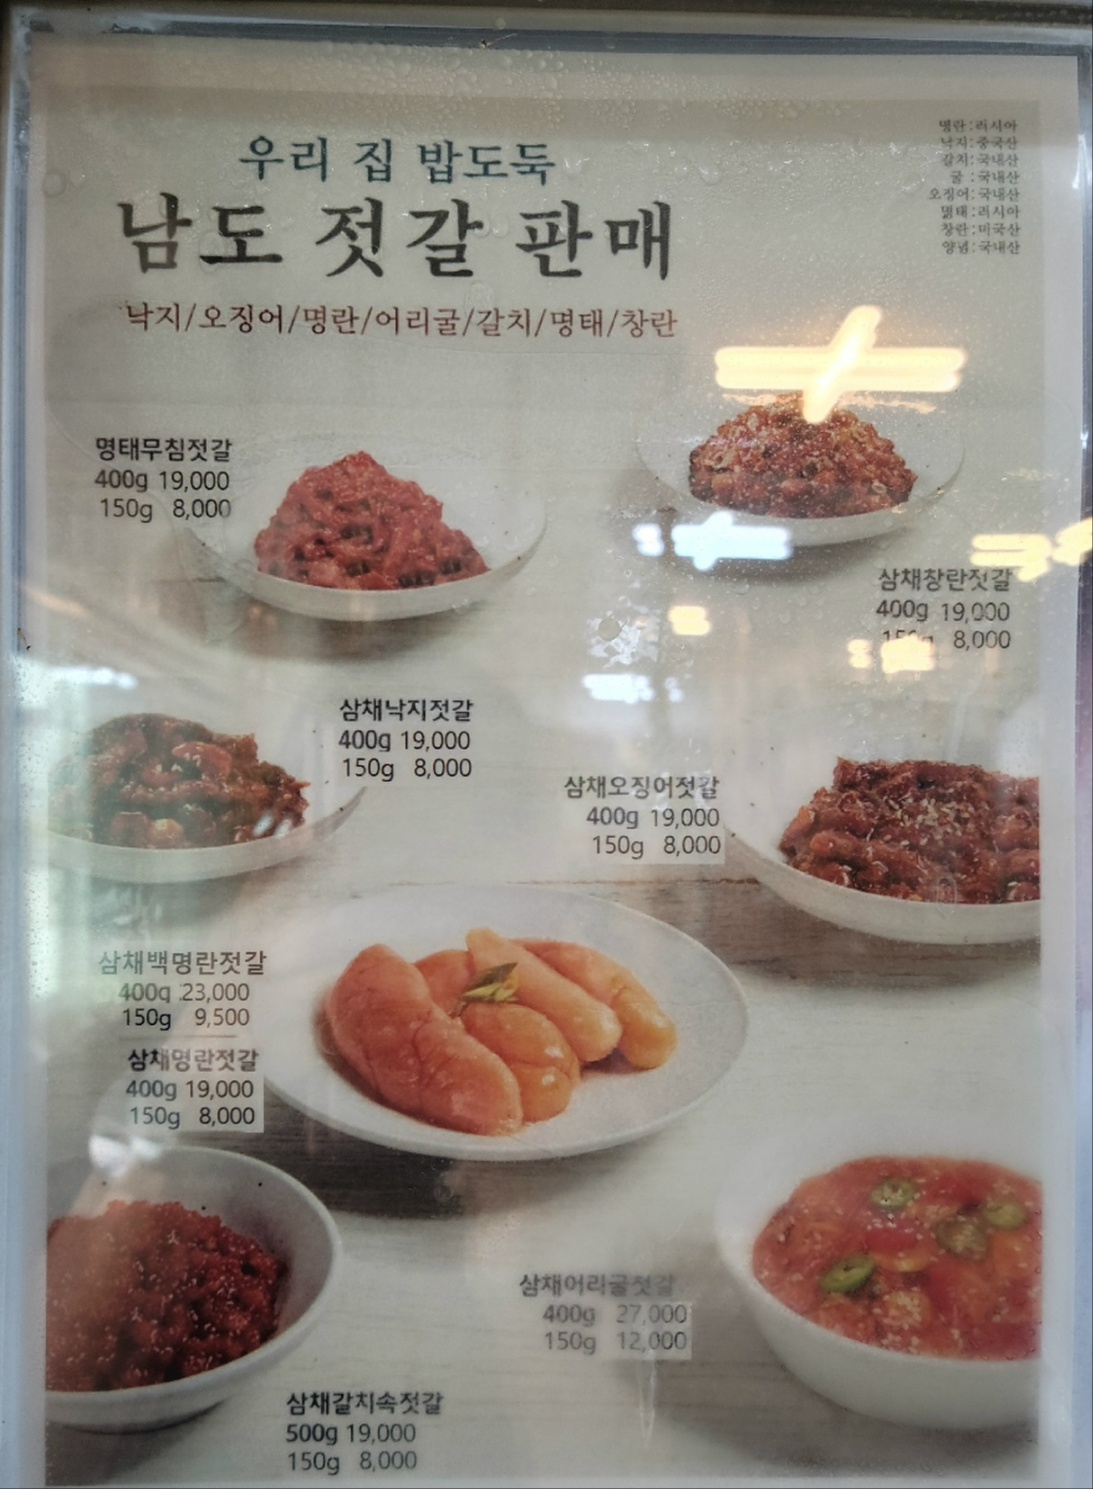 우리 집 밥도둑
남도 젓갈 판매
낙지/오징어/명란/어리굴/갈치/명태/창란
명란:러시아
낙지:중국산
갈치:국내산
굴 :국내산
오징어:국내산
명태:러시아
창란:미국산
양념:국내산
명태무침젓갈
400g 19,000
150g 8,000
삼채창란젓갈
400g 19,000
150g 8,000
삼채낙지젓갈
400g 19,000
150g 8,000
삼채오징어젓갈
400g 19,000
150g 8,000
삼채백명란젓갈
400g 23,000
150g 9,500
삼채명란젓갈
400g 19,000
150g 8,000
삼채어리굴젓갈
400g 27,000
150g 12,000
삼채갈치속젓갈
500g 19,000
150g 8,000